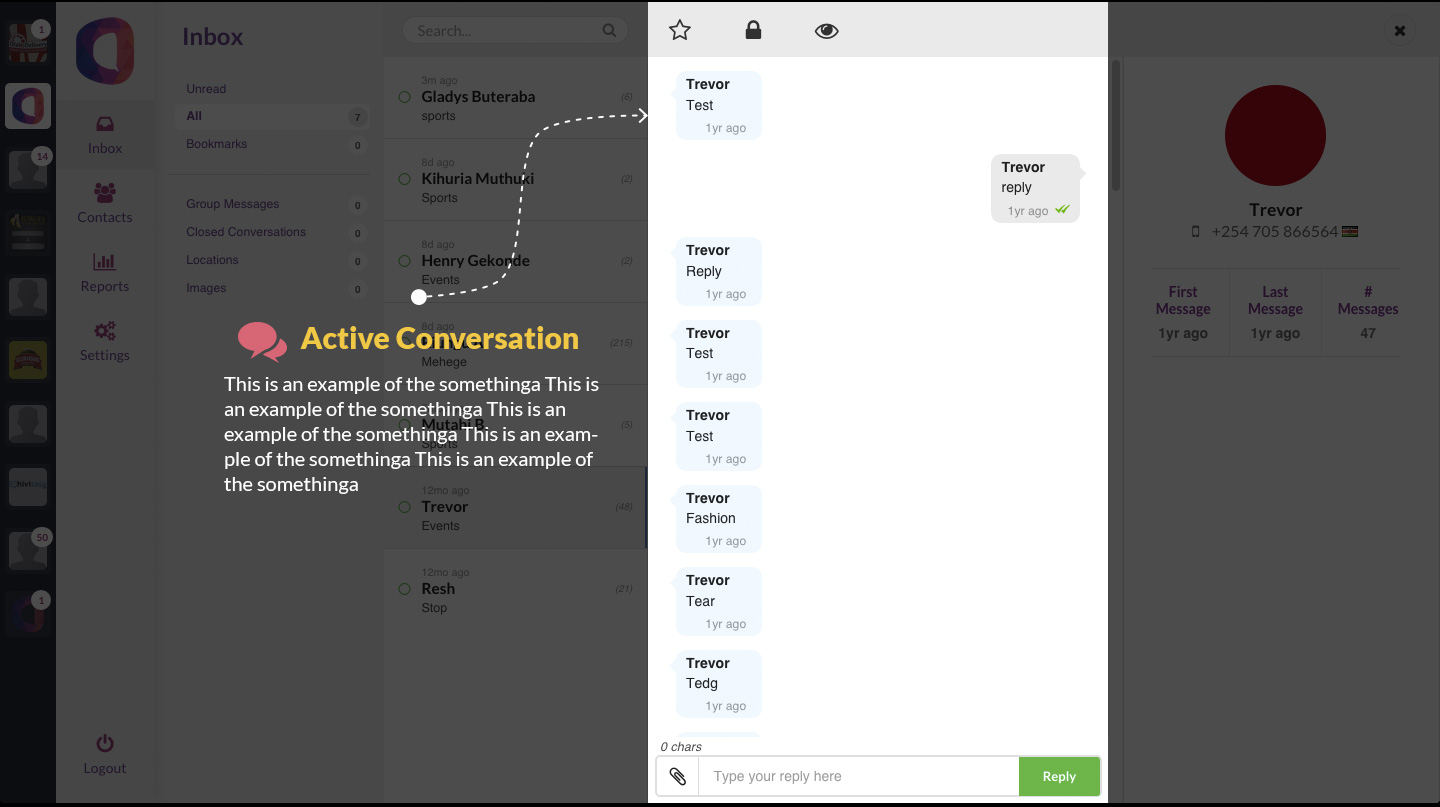 1
14
50
1
Inbox
Contacts
Reports
Settings
Logout
Inbox
Unread
All 7
Bookmarks 0
Group Messages 0
Closed Conversations 0
Locations 0
Images 0
Search...
3m ago
Gladys Buteraba (6)
sports
8d ago
Kihuria Muthuki (2)
Sports
8d ago
Henry Gekonde (2)
Events
8d ago
(215)
Mehege
Mutahi B (5)
Sports
12mo ago
Trevor (48)
Events
12mo ago
Resh (21)
Stop
Active Conversation
This is an example of the somethinga This is
an example of the somethinga This is an
example of the somethinga This is an exam-
ple of the somethinga This is an example of
the somethinga
Trevor
Test
1yr ago
Trevor
reply
1yr ago
Trevor
Reply
1yr ago
Trevor
Test
1yr ago
Trevor
Test
1yr ago
Trevor
Fashion
1yr ago
Trevor
Tear
1yr ago
Trevor
Tedg
1yr ago
0 chars
Type your reply here
Reply
Trevor
+254 705 866564
First Message
Last Message
# Messages
1yr ago
1yr ago
47